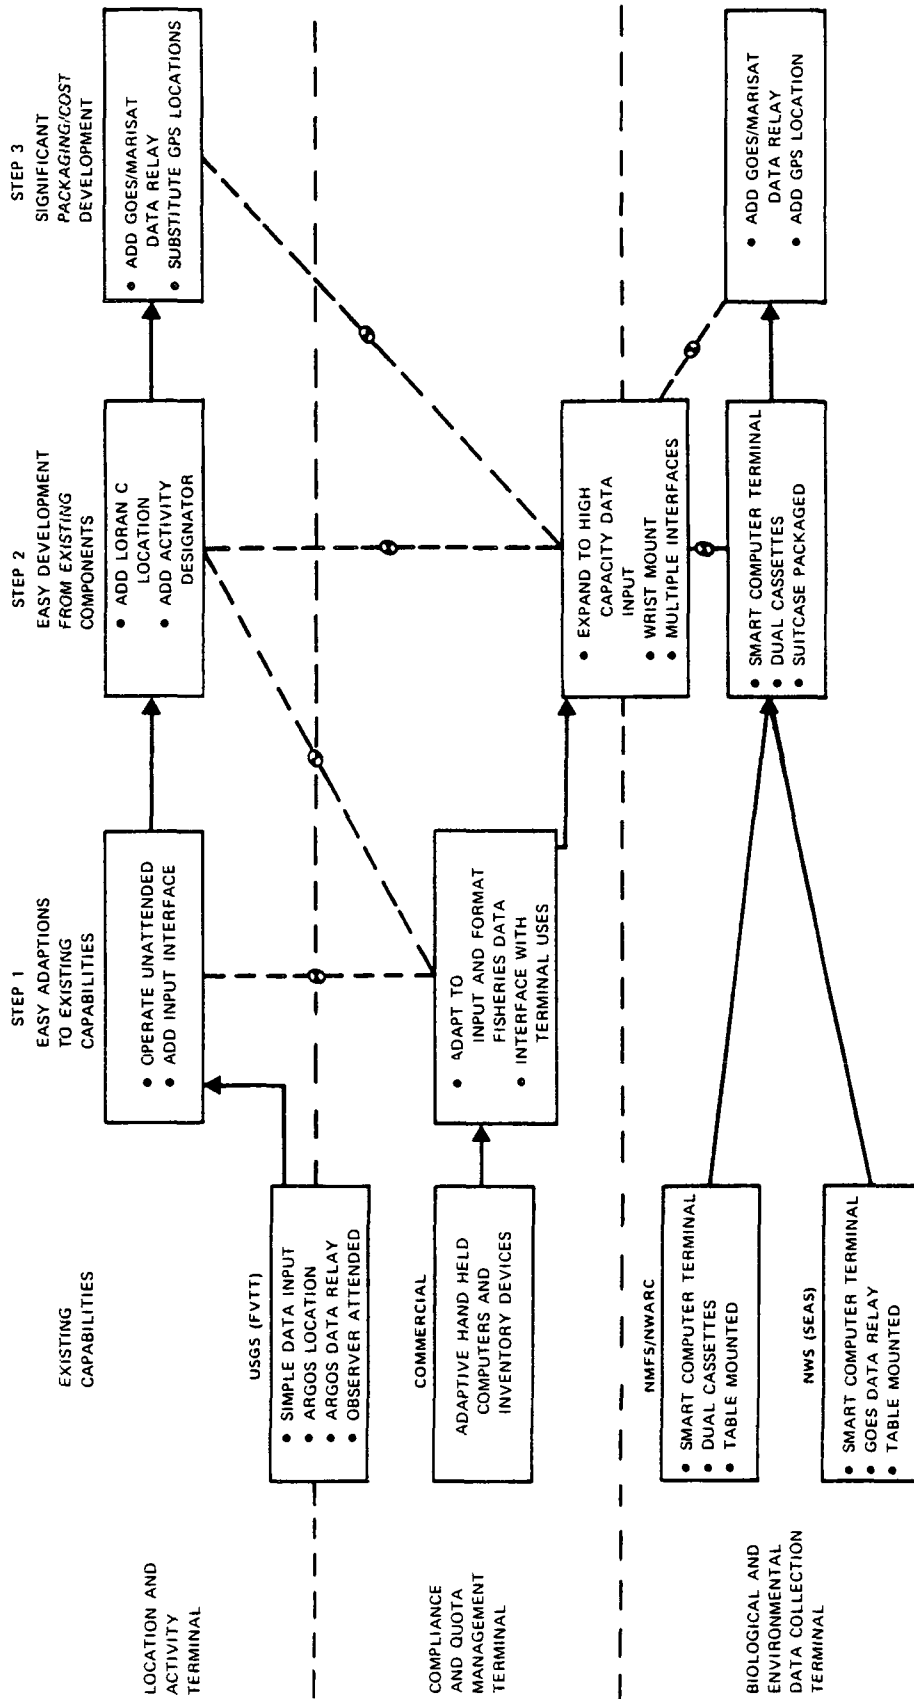 EXISTING
CAPABILITIES
STEP 1
EASY ADAPTIONS
TO EXISTING
CAPABILITIES
STEP 2
EASY DEVELOPMENT
FROM EXISTING
COMPONENTS
STEP 3
SIGNIFICANT
PACKAGING/COST
DEVELOPMENT
LOCATION AND
ACTIVITY
TERMINAL
USGS (FVTT)
• SIMPLE DATA INPUT
• ARGOS LOCATION
• ARGOS DATA RELAY
• OBSERVER ATTENDED
• OPERATE UNATTENDED
• ADD INPUT INTERFACE
• ADD LORAN C
LOCATION
• ADD ACTIVITY
DESIGNATOR
• ADD GOES/MARISAT
DATA RELAY
• SUBSTITUTE GPS LOCATIONS
COMPLIANCE
AND QUOTA
MANAGEMENT
TERMINAL
COMMERCIAL
ADAPTIVE HAND HELD
COMPUTERS AND
INVENTORY DEVICES
• ADAPT TO
INPUT AND FORMAT
FISHERIES DATA
• INTERFACE WITH
TERMINAL USES
• EXPAND TO HIGH
CAPACITY DATA
INPUT
• WRIST MOUNT
• MULTIPLE INTERFACES
BIOLOGICAL AND
ENVIRONMENTAL
DATA COLLECTION
TERMINAL
NMFS/NWARC
• SMART COMPUTER TERMINAL
• DUAL CASSETTES
• TABLE MOUNTED
NWS (SEAS)
• SMART COMPUTER TERMINAL
• GOES DATA RELAY
• TABLE MOUNTED
• SMART COMPUTER TERMINAL
• DUAL CASSETTES
• SUITCASE PACKAGED
• ADD GOES/MARISAT
DATA RELAY
• ADD GPS LOCATION